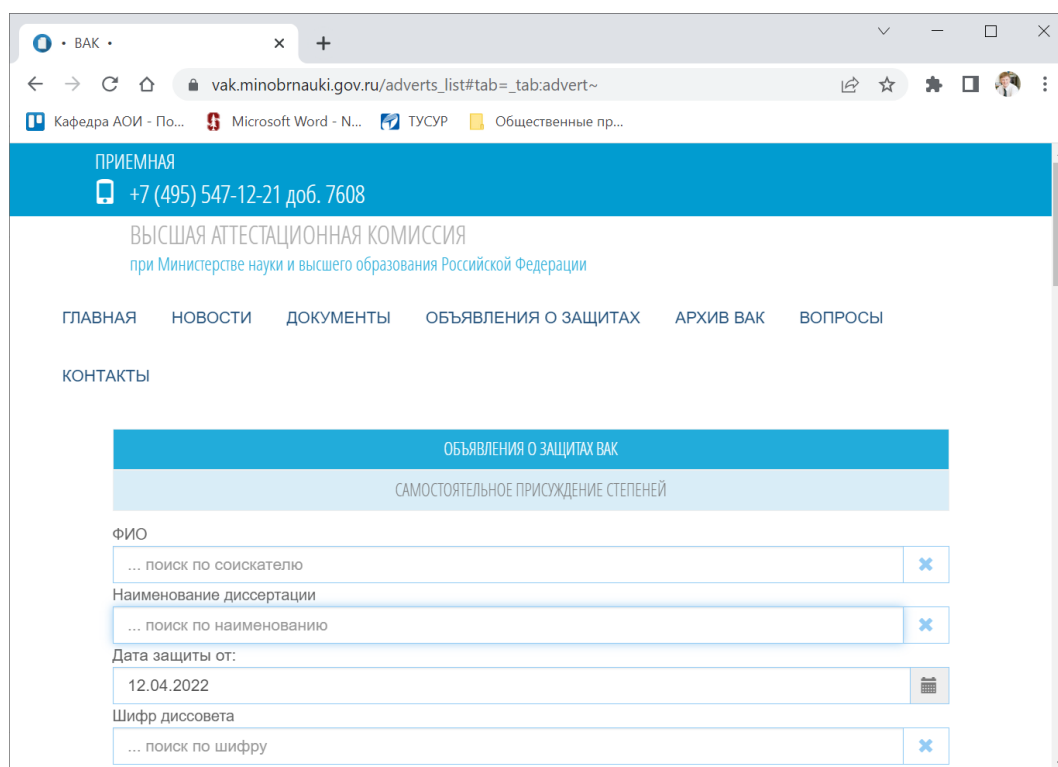 • ВАК •
vak.minobrnauki.gov.ru/adverts_list#tab=_tab:advert~
Кафедра АОИ - По... Microsoft Word - N... ТУСУР Общественные пр...
ПРИЕМНАЯ
+7 (495) 547-12-21 доб. 7608
ВЫСШАЯ АТТЕСТАЦИОННАЯ КОМИССИЯ
при Министерстве науки и высшего образования Российской Федерации
ГЛАВНАЯ НОВОСТИ ДОКУМЕНТЫ ОБЪЯВЛЕНИЯ О ЗАЩИТАХ АРХИВ ВАК ВОПРОСЫ
КОНТАКТЫ
ОБЪЯВЛЕНИЯ О ЗАЩИТАХ ВАК
САМОСТОЯТЕЛЬНОЕ ПРИСУЖДЕНИЕ СТЕПЕНЕЙ
ФИО
... поиск по соискателю
Наименование диссертации
... поиск по наименованию
Дата защиты от:
12.04.2022
Шифр диссовета
... поиск по шифру